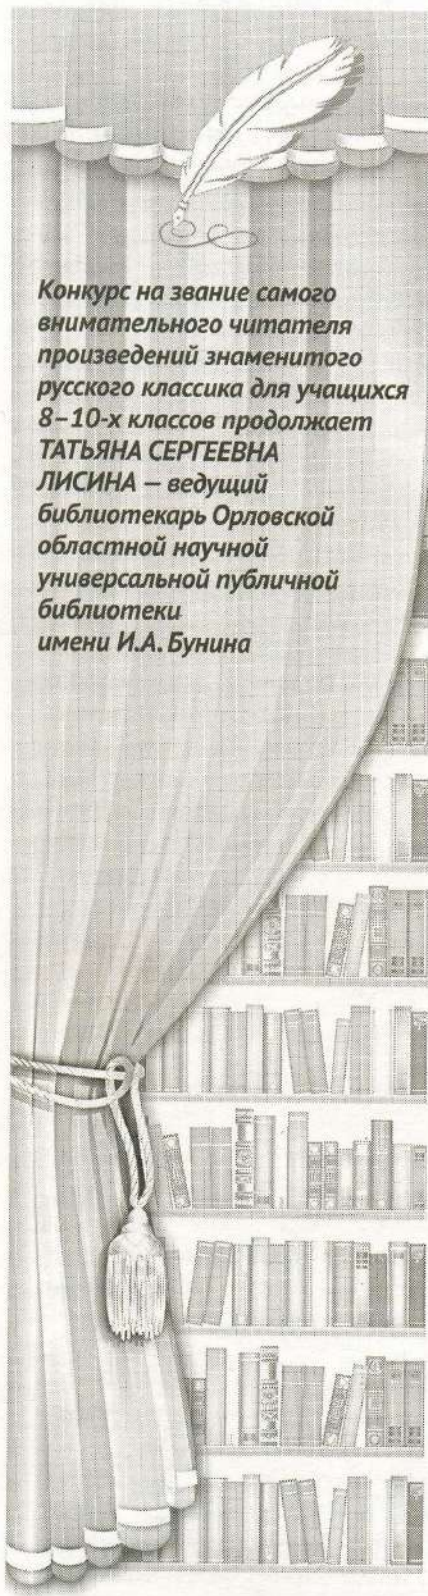 Конкурс на звание самого
внимательного читателя
произведений знаменитого
русского классика для учащихся
8–10-х классов продолжает
ТАТЬЯНА СЕРГЕЕВНА
ЛИСИНА — ведущий
библиотекарь Орловской
областной научной
универсальной публичной
библиотеки
имени И.А. Бунина